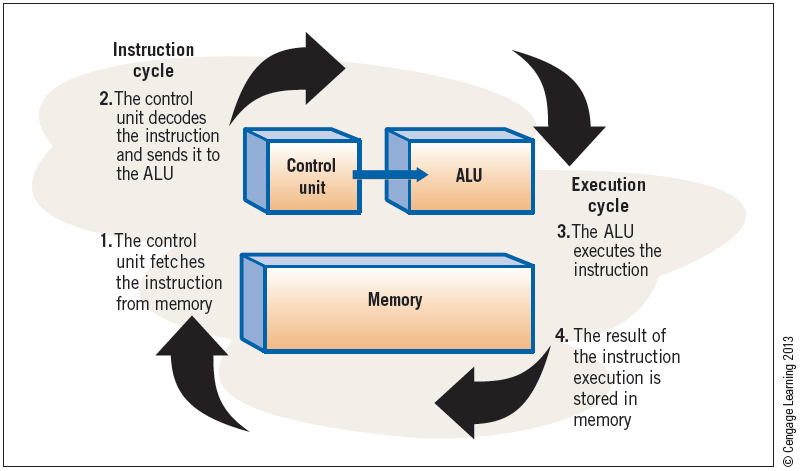 Instruction
cycle
2. The control
unit decodes
the instruction
and sends it to
the ALU
1. The control
unit fetches
the instruction
from memory
Control
unit
ALU
Memory
Execution
cycle
3. The ALU
executes the
instruction
4. The result of
the instruction
execution is
stored in
memory
© Cengage Learning 2013